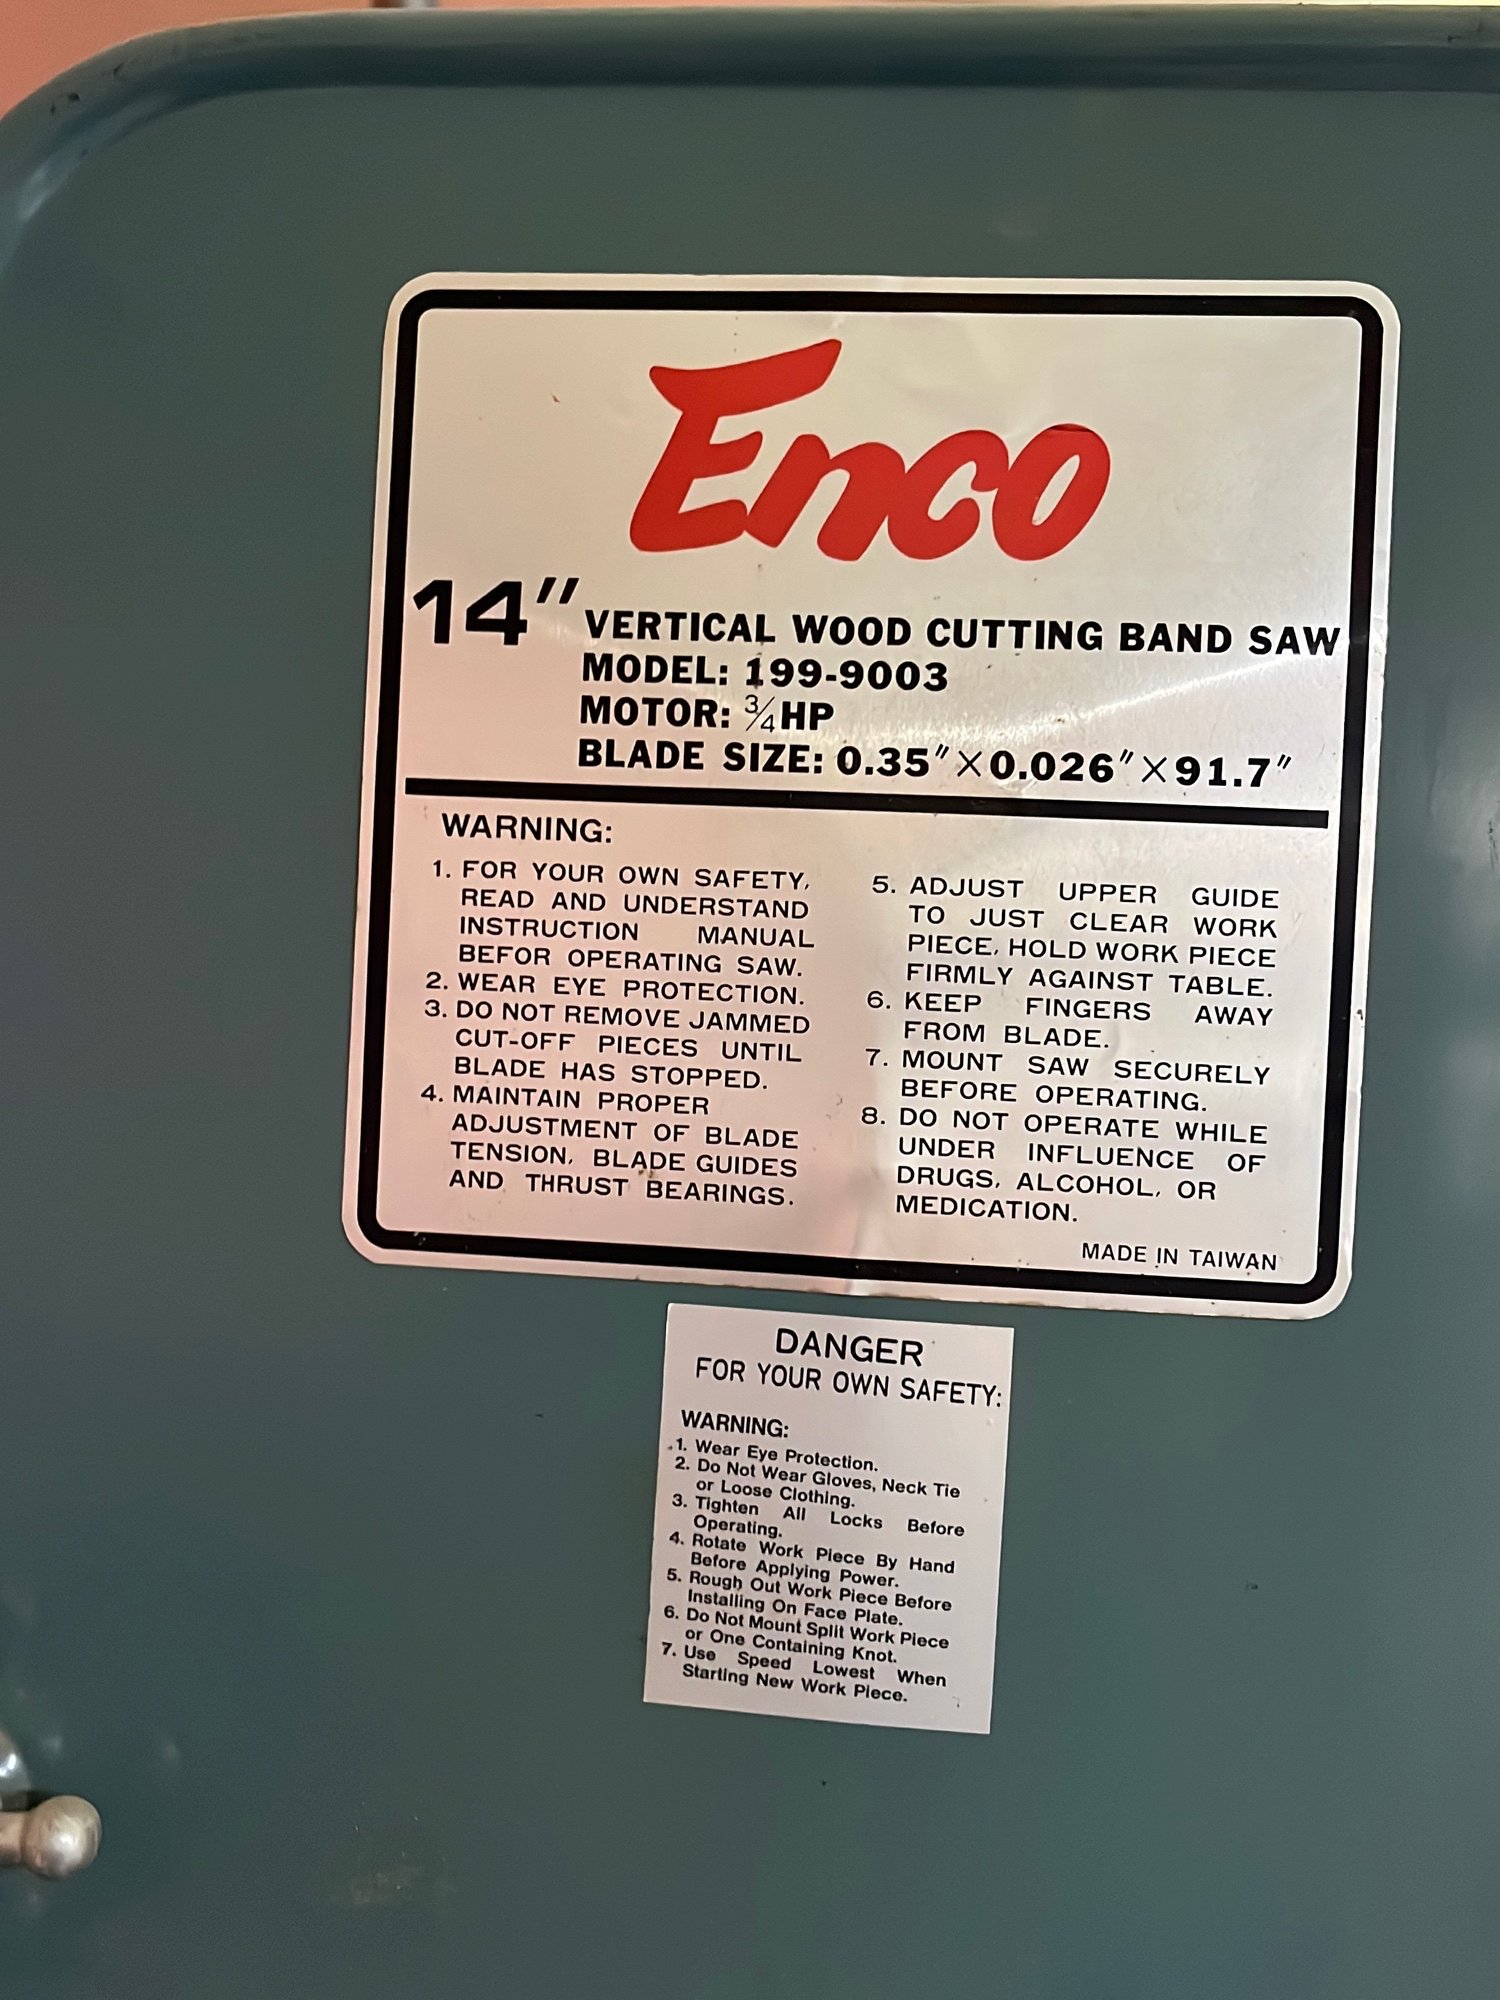 Enco
14" VERTICAL WOOD CUTTING BAND SAW
MODEL: 199-9003
MOTOR: ¾HP
BLADE SIZE: 0.35"×0.026"×91.7"
WARNING:
1. FOR YOUR OWN SAFETY,
READ AND UNDERSTAND
INSTRUCTION MANUAL
BEFOR OPERATING SAW.
2. WEAR EYE PROTECTION.
3. DO NOT REMOVE JAMMED
CUT-OFF PIECES UNTIL
BLADE HAS STOPPED.
4. MAINTAIN PROPER
ADJUSTMENT OF BLADE
TENSION, BLADE GUIDES
AND THRUST BEARINGS.
5. ADJUST UPPER GUIDE
TO JUST CLEAR WORK
PIECE, HOLD WORK PIECE
FIRMLY AGAINST TABLE.
6. KEEP FINGERS AWAY
FROM BLADE.
7. MOUNT SAW SECURELY
BEFORE OPERATING.
8. DO NOT OPERATE WHILE
UNDER INFLUENCE OF
DRUGS, ALCOHOL, OR
MEDICATION.
MADE IN TAIWAN
DANGER
FOR YOUR OWN SAFETY:
WARNING:
1. Wear Eye Protection.
2. Do Not Wear Gloves, Neck Tie
or Loose Clothing.
3. Tighten All Locks Before
Operating.
4. Rotate Work Piece By Hand
Before Applying Power.
5. Rough Out Work Piece Before
Installing On Face Plate.
6. Do Not Mount Split Work Piece
or One Containing Knot.
7. Use Speed Lowest When
Starting New Work Piece.